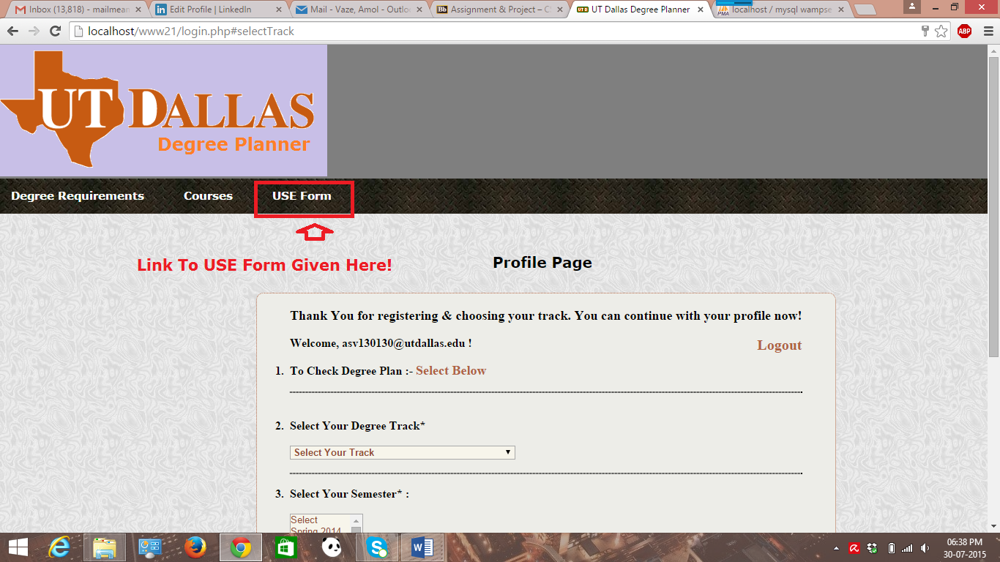 Inbox (13,818) - mailmean
Edit Profile | LinkedIn
Mail - Vaze, Amol - Outloo
Assignment & Project – C
UT Dallas Degree Planner
localhost / mysql wampse
localhost/www21/login.php#selectTrack
ABP
UT DALLAS
Degree Planner
Degree Requirements Courses USE Form
Link To USE Form Given Here!
Profile Page
Thank You for registering & choosing your track. You can continue with your profile now!
Welcome, asv130130@utdallas.edu !
Logout
1. To Check Degree Plan :- Select Below
2. Select Your Degree Track*
Select Your Track
3. Select Your Semester* :
Select
Spring 2014
06:38 PM
30-07-2015